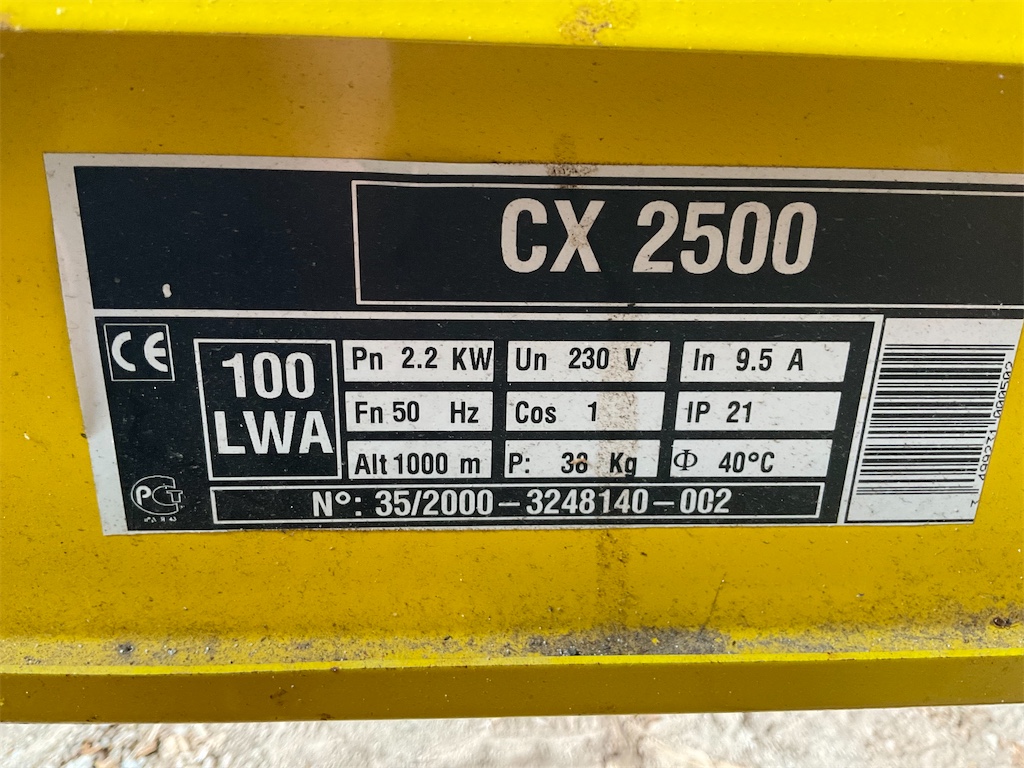 CX 2500
CE
100 LWA
Pn 2.2 KW
Un 230 V
In 9.5 A
Fn 50 Hz
Cos 1
IP 21
Alt 1000 m
P: 38 Kg
Φ 40°C
N°: 35/2000-3248140-002